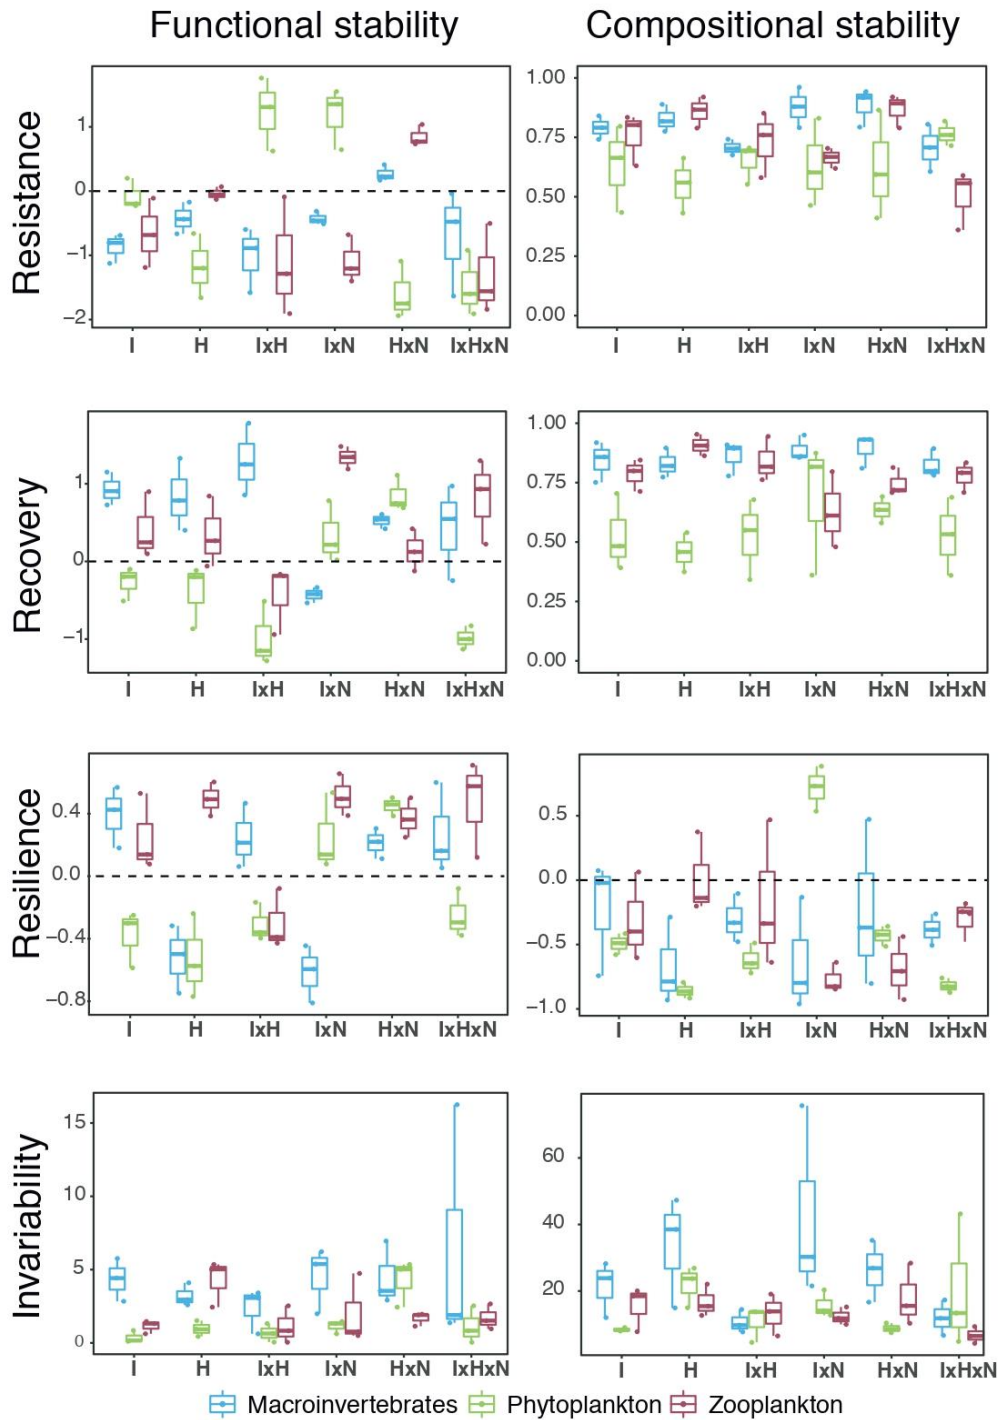 Functional stability Compositional stability
Resistance
1
0
−1
−2
I H IxH IxN HxN IxHxN
1.00
0.75
0.50
0.25
0.00
I H IxH IxN HxN IxHxN
Recovery
1
0
−1
I H IxH IxN HxN IxHxN
1.00
0.75
0.50
0.25
0.00
I H IxH IxN HxN IxHxN
Resilience
0.4
0.0
−0.4
−0.8
I H IxH IxN HxN IxHxN
0.5
0.0
−0.5
−1.0
I H IxH IxN HxN IxHxN
Invariability
15
10
5
0
I H IxH IxN HxN IxHxN
60
40
20
I H IxH IxN HxN IxHxN
Macroinvertebrates Phytoplankton Zooplankton